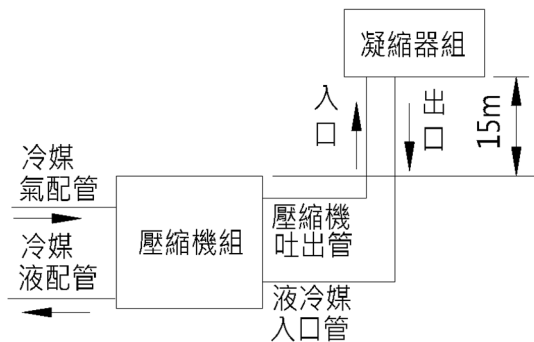 凝縮器組
入口
出口
15m
冷媒
氣配管
壓縮機組
壓縮機
吐出管
冷媒
液配管
液冷媒
入口管